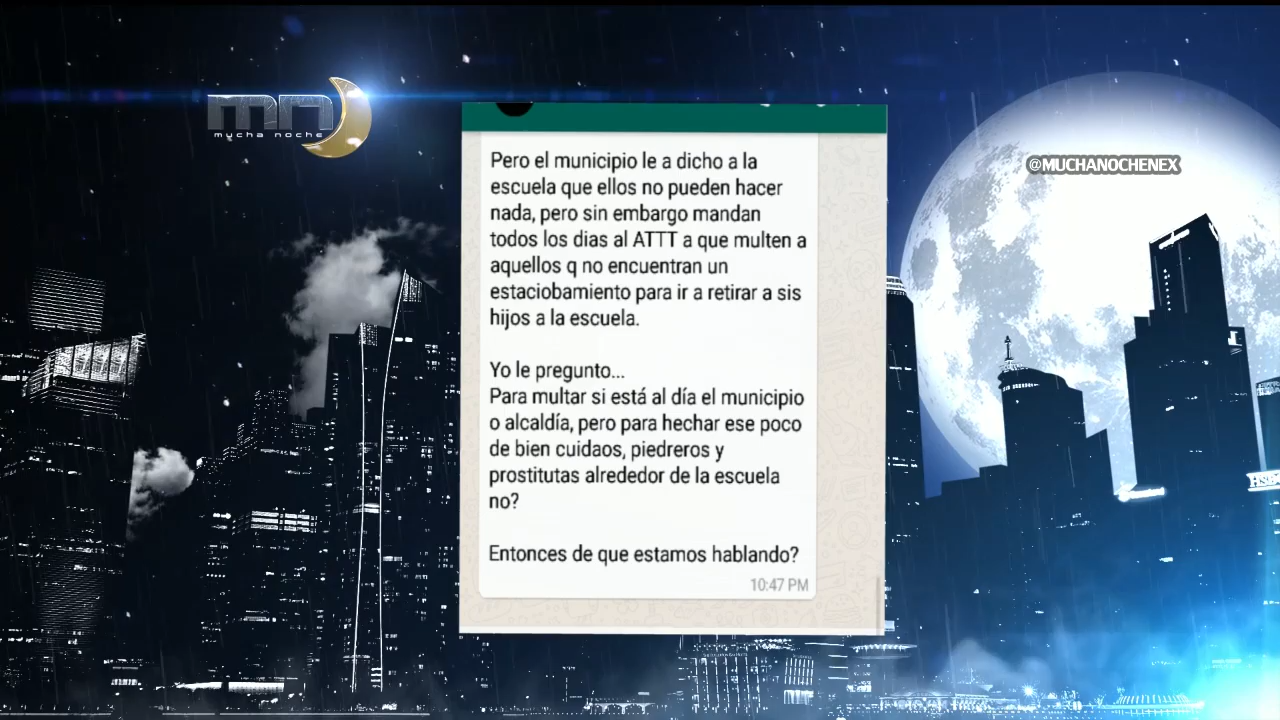 mn
mucha noche
@MUCHANOCHENEX
Pero el municipio le a dicho a la
escuela que ellos no pueden hacer
nada, pero sin embargo mandan
todos los dias al ATTT a que multen a
aquellos q no encuentran un
estaciobamiento para ir a retirar a sis
hijos a la escuela.
Yo le pregunto...
Para multar si está al día el municipio
o alcaldía, pero para hechar ese poco
de bien cuidaos, piedreros y
prostitutas alrededor de la escuela
no?
Entonces de que estamos hablando?
10:47 PM